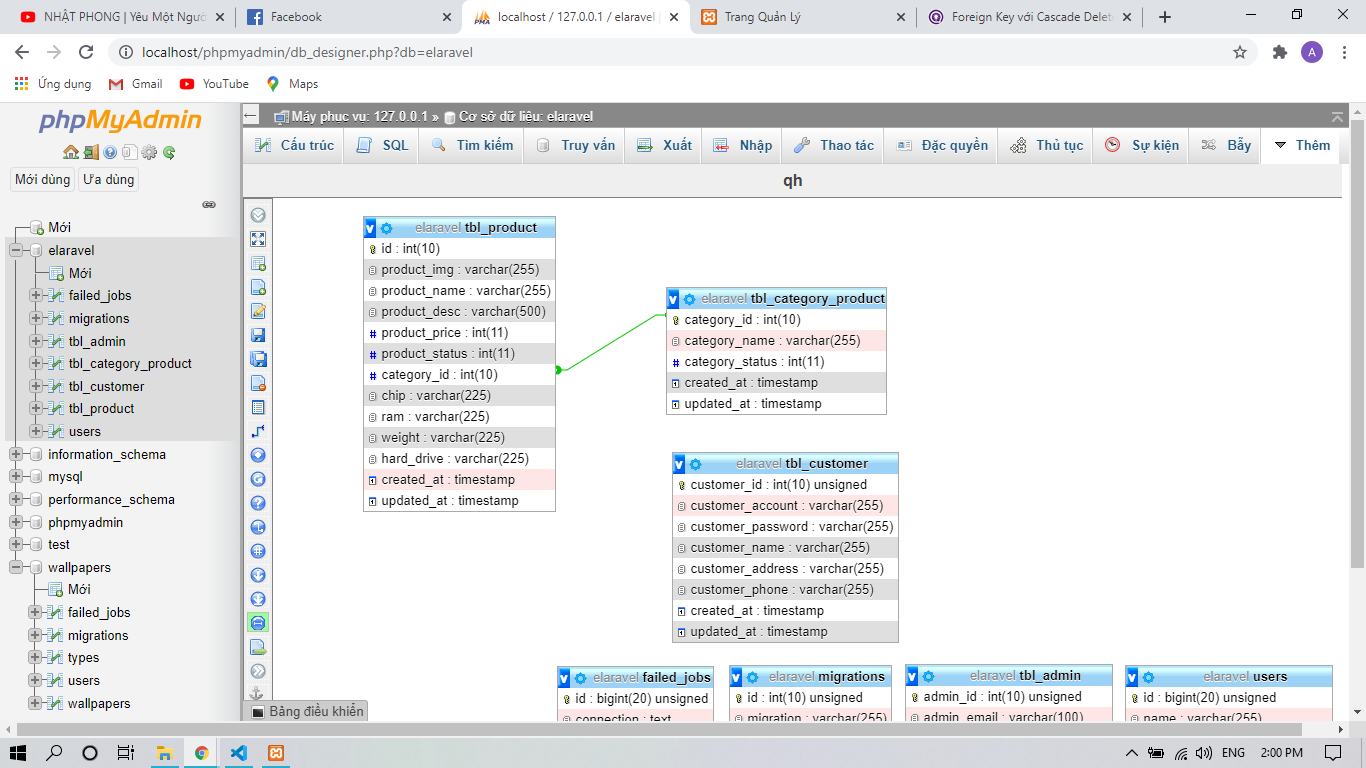 NHẬT PHONG | Yêu Một Ngư
Facebook
localhost / 127.0.0.1 / elaravel
Trang Quản Lý
Foreign Key với Cascade Delet
localhost/phpmyadmin/db_designer.php?db=elaravel
A
Ứng dụng
Gmail
YouTube
Maps
phpMyAdmin
Mới dùng
Ưa dùng
Mới
elaravel
Mới
failed_jobs
migrations
tbl_admin
tbl_category_product
tbl_customer
tbl_product
users
information_schema
mysql
performance_schema
phpmyadmin
test
wallpapers
Mới
failed_jobs
migrations
types
users
wallpapers
Máy phục vụ: 127.0.0.1 » Cơ sở dữ liệu: elaravel
Cấu trúc
SQL
Tìm kiếm
Truy vấn
Xuất
Nhập
Thao tác
Đặc quyền
Thủ tục
Sự kiện
Bẫy
Thêm
qh
elaravel tbl_product
id : int(10)
product_img : varchar(255)
product_name : varchar(255)
product_desc : varchar(500)
product_price : int(11)
product_status : int(11)
category_id : int(10)
chip : varchar(225)
ram : varchar(225)
weight : varchar(225)
hard_drive : varchar(225)
created_at : timestamp
updated_at : timestamp
elaravel tbl_category_product
category_id : int(10)
category_name : varchar(255)
category_status : int(11)
created_at : timestamp
updated_at : timestamp
elaravel tbl_customer
customer_id : int(10) unsigned
customer_account : varchar(255)
customer_password : varchar(255)
customer_name : varchar(255)
customer_address : varchar(255)
customer_phone : varchar(255)
created_at : timestamp
updated_at : timestamp
elaravel failed_jobs
id : bigint(20) unsigned
connection : text
elaravel migrations
id : int(10) unsigned
migration : varchar(255)
elaravel tbl_admin
admin_id : int(10) unsigned
admin_email : varchar(100)
elaravel users
id : bigint(20) unsigned
name : varchar(255)
Bảng điều khiển
ENG
2:00 PM